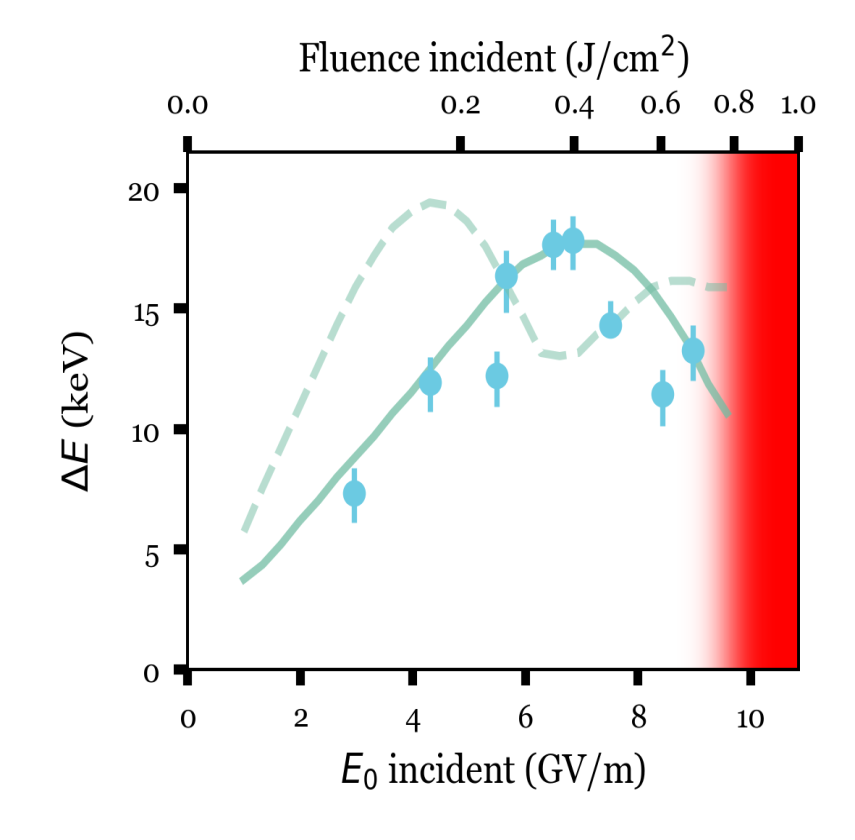 Fluence incident (J/cm²)
0.0 0.2 0.4 0.6 0.8 1.0
20
15
10
5
0
ΔE (keV)
0 2 4 6 8 10
E₀ incident (GV/m)